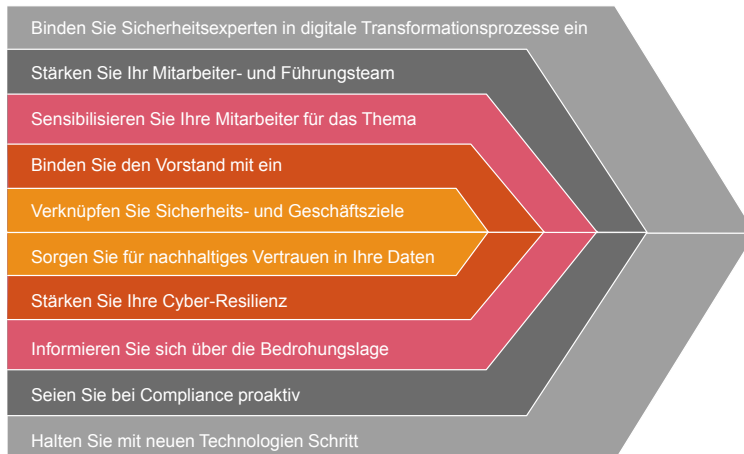 Binden Sie Sicherheitsexperten in digitale Transformationsprozesse ein
Stärken Sie Ihr Mitarbeiter- und Führungsteam
Sensibilisieren Sie Ihre Mitarbeiter für das Thema
Binden Sie den Vorstand mit ein
Verknüpfen Sie Sicherheits- und Geschäftsziele
Sorgen Sie für nachhaltiges Vertrauen in Ihre Daten
Stärken Sie Ihre Cyber-Resilienz
Informieren Sie sich über die Bedrohungslage
Seien Sie bei Compliance proaktiv
Halten Sie mit neuen Technologien Schritt